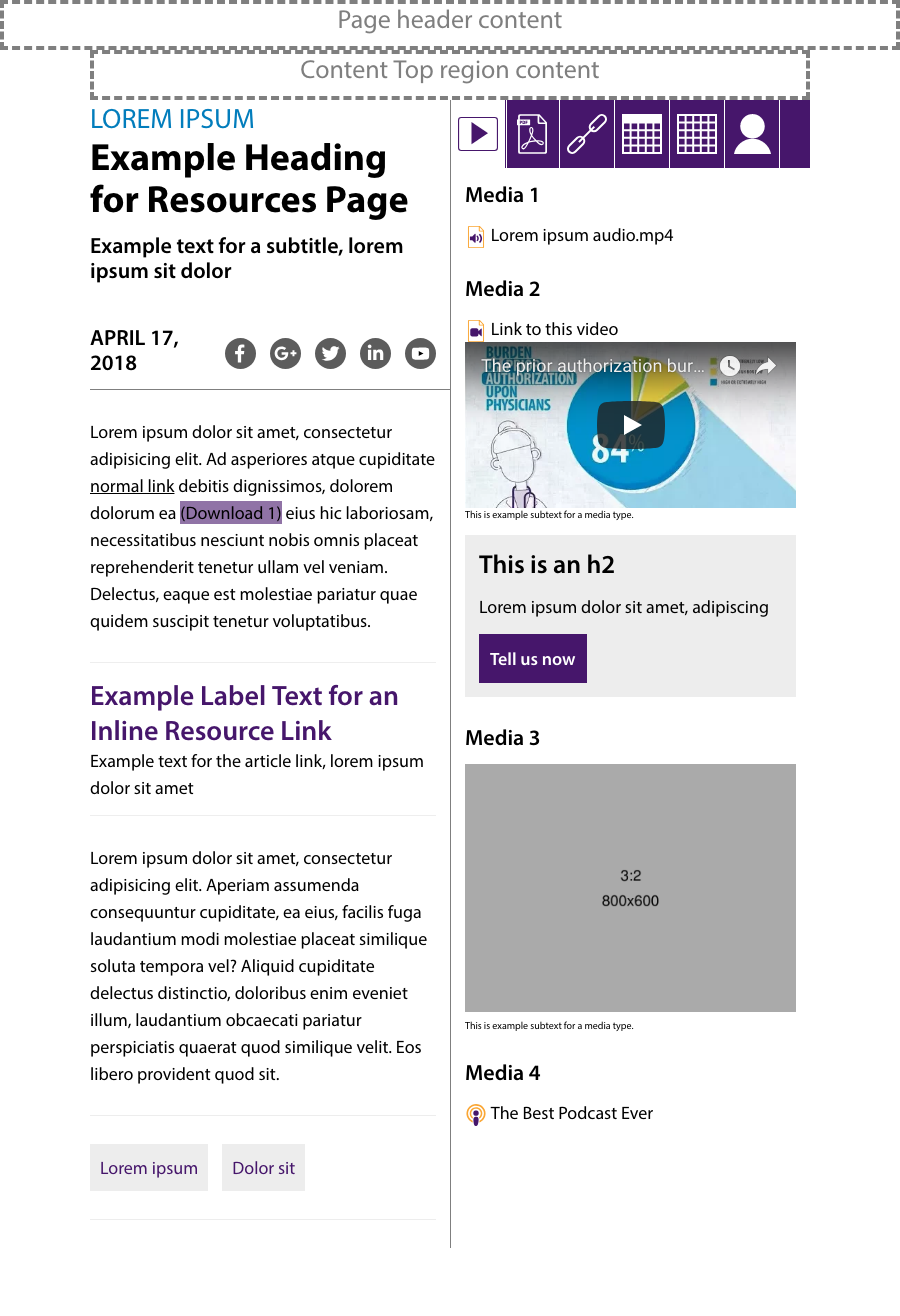 Page header content
Content Top region content
LOREM IPSUM
Example Heading
for Resources Page
Example text for a subtitle, lorem
ipsum sit dolor
APRIL 17,
2018
Lorem ipsum dolor sit amet, consectetur
adipisicing elit. Ad asperiores atque cupiditate
normal link debitis dignissimos, dolorem
dolorum ea (Download 1) eius hic laboriosam,
necessitatibus nesciunt nobis omnis placeat
reprehenderit tenetur ullam vel veniam.
Delectus, eaque est molestiae pariatur quae
quidem suscipit tenetur voluptatibus.
Example Label Text for an
Inline Resource Link
Example text for the article link, lorem ipsum
dolor sit amet
Lorem ipsum dolor sit amet, consectetur
adipisicing elit. Aperiam assumenda
consequuntur cupiditate, ea eius, facilis fuga
laudantium modi molestiae placeat similique
soluta tempora vel? Aliquid cupiditate
delectus distinctio, doloribus enim eveniet
illum, laudantium obcaecati pariatur
perspiciatis quaerat quod similique velit. Eos
libero provident quod sit.
Lorem ipsum
Dolor sit
PDF
Media 1
Lorem ipsum audio.mp4
Media 2
Link to this video
The prior authorization bur...
BURDEN
AUTHORIZATION
UPON
PHYSICIANS
84%
This is example subtext for a media type.
This is an h2
Lorem ipsum dolor sit amet, adipiscing
Tell us now
Media 3
3:2
800x600
This is example subtext for a media type.
Media 4
The Best Podcast Ever